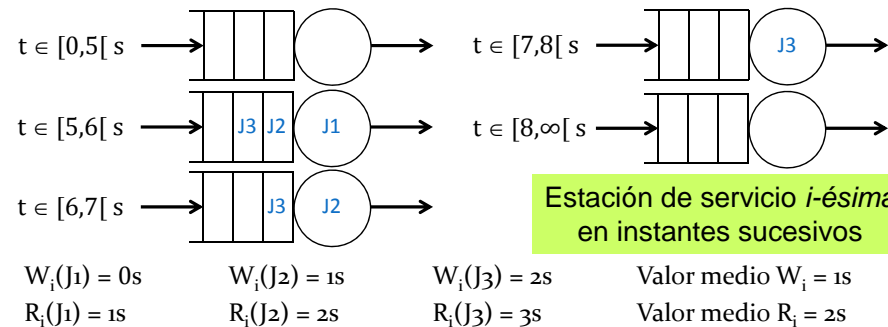 t ∈ [0,5[ s
t ∈ [5,6[ s J3 J2 J1
t ∈ [6,7[ s J3 J2
t ∈ [7,8[ s J3
t ∈ [8,∞[ s
Estación de servicio i-ésima
en instantes sucesivos
Wi(J1) = 0s Wi(J2) = 1s Wi(J3) = 2s Valor medio Wi = 1s
Ri(J1) = 1s Ri(J2) = 2s Ri(J3) = 3s Valor medio Ri = 2s